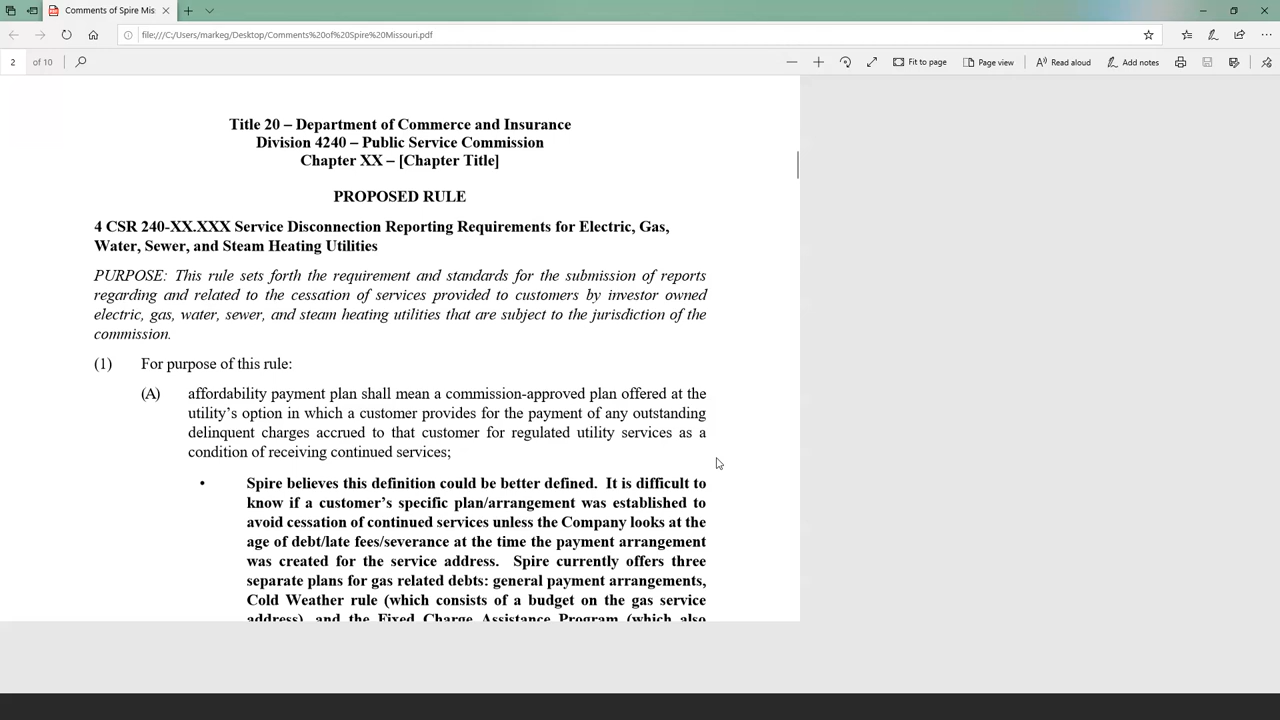 Comments of Spire Mis
file:///C:/Users/markeg/Desktop/Comments%20of%20Spire%20Missouri.pdf
2 of 10
Fit to page
Page view
Read aloud
Add notes
Title 20 – Department of Commerce and Insurance
Division 4240 – Public Service Commission
Chapter XX – [Chapter Title]
PROPOSED RULE
4 CSR 240-XX.XXX Service Disconnection Reporting Requirements for Electric, Gas,
Water, Sewer, and Steam Heating Utilities
PURPOSE: This rule sets forth the requirement and standards for the submission of reports
regarding and related to the cessation of services provided to customers by investor owned
electric, gas, water, sewer, and steam heating utilities that are subject to the jurisdiction of the
commission.
(1) For purpose of this rule:
(A) affordability payment plan shall mean a commission-approved plan offered at the
utility's option in which a customer provides for the payment of any outstanding
delinquent charges accrued to that customer for regulated utility services as a
condition of receiving continued services;
• Spire believes this definition could be better defined. It is difficult to
know if a customer's specific plan/arrangement was established to
avoid cessation of continued services unless the Company looks at the
age of debt/late fees/severance at the time the payment arrangement
was created for the service address. Spire currently offers three
separate plans for gas related debts: general payment arrangements,
Cold Weather rule (which consists of a budget on the gas service
address), and the Fixed Charge Assistance Program (which also